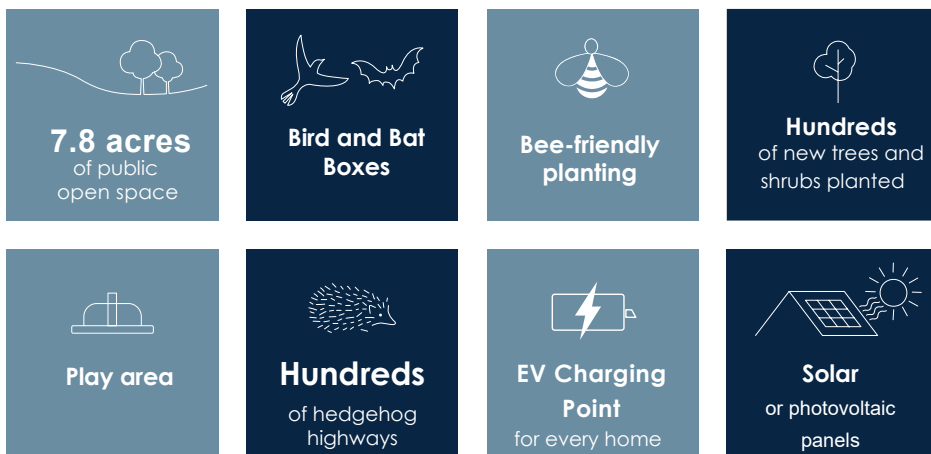 7.8 acres
of public
open space
Bird and Bat
Boxes
Bee-friendly
planting
Hundreds
of new trees and
shrubs planted
Play area
Hundreds
of hedgehog
highways
EV Charging
Point
for every home
Solar
or photovoltaic
panels